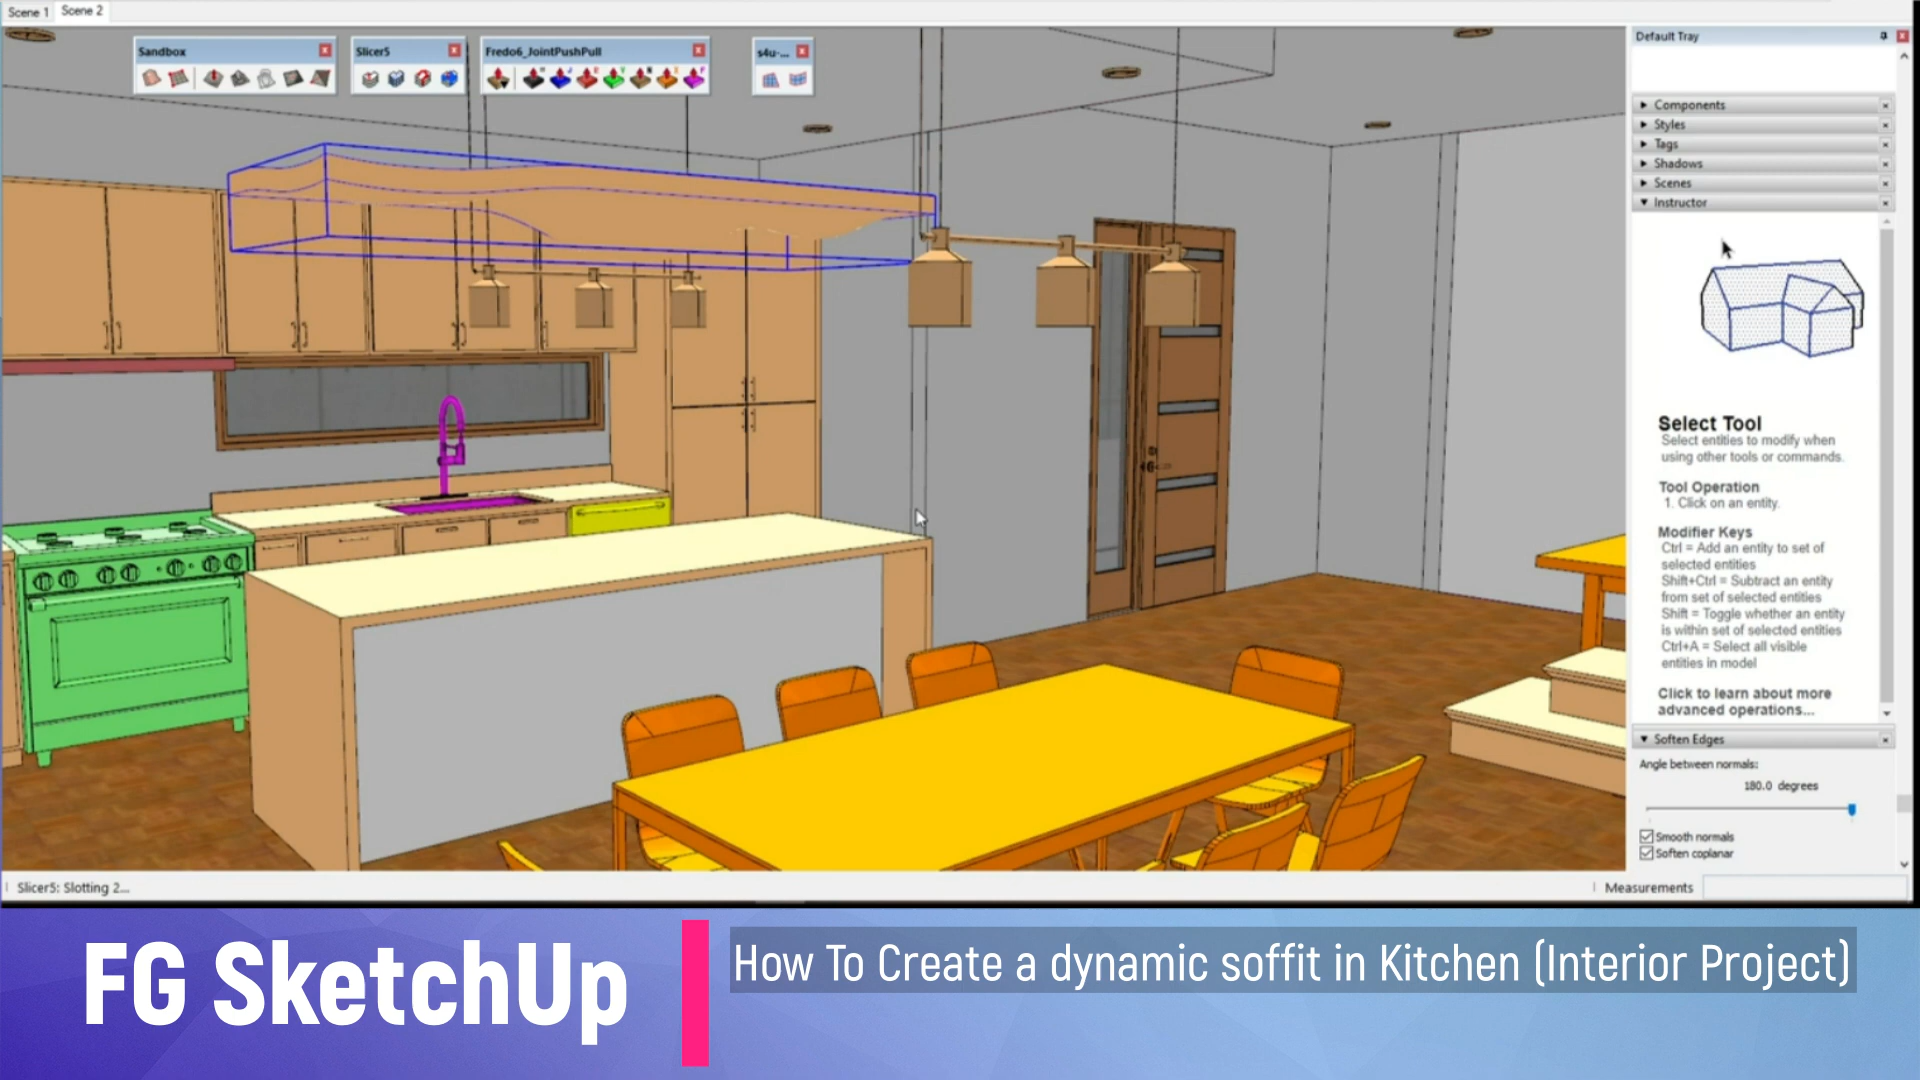 Scene 1
Scene 2
Sandbox
Slicer5
Fredo6_JointPushPull
s4u-...
Default Tray
Components
Styles
Tags
Shadows
Scenes
Instructor
Select Tool
Select entities to modify when
using other tools or commands.
Tool Operation
1. Click on an entity.
Modifier Keys
Ctrl = Add an entity to set of
selected entities
Shift+Ctrl = Subtract an entity
from set of selected entities
Shift = Toggle whether an entity
is within set of selected entities
Ctrl+A = Select all visible
entities in model
Click to learn about more
advanced operations...
Soften Edges
Angle between normals:
180.0 degrees
Smooth normals
Soften coplanar
Slicer5: Slotting 2...
Measurements
FG SketchUp
How To Create a dynamic soffit in Kitchen (Interior Project)